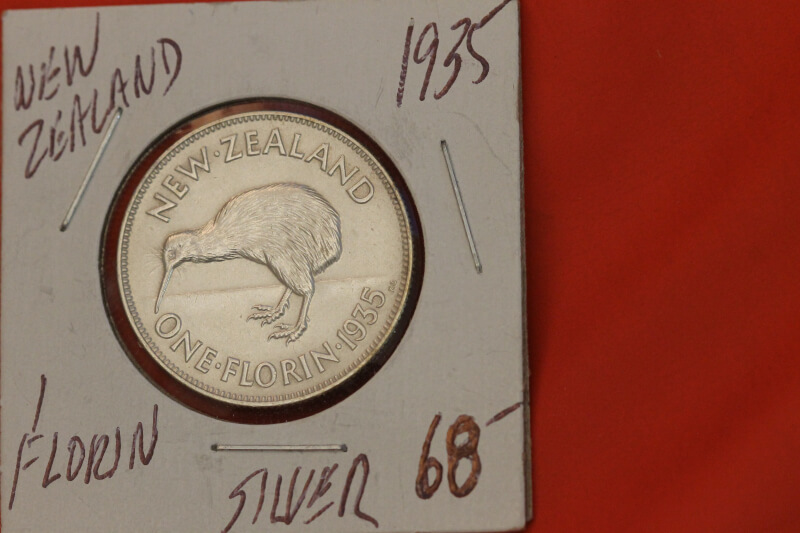 NEW
ZEALAND
1935
NEW·ZEALAND
ONE·FLORIN·1935
1
FLORIN
SILVER
68-